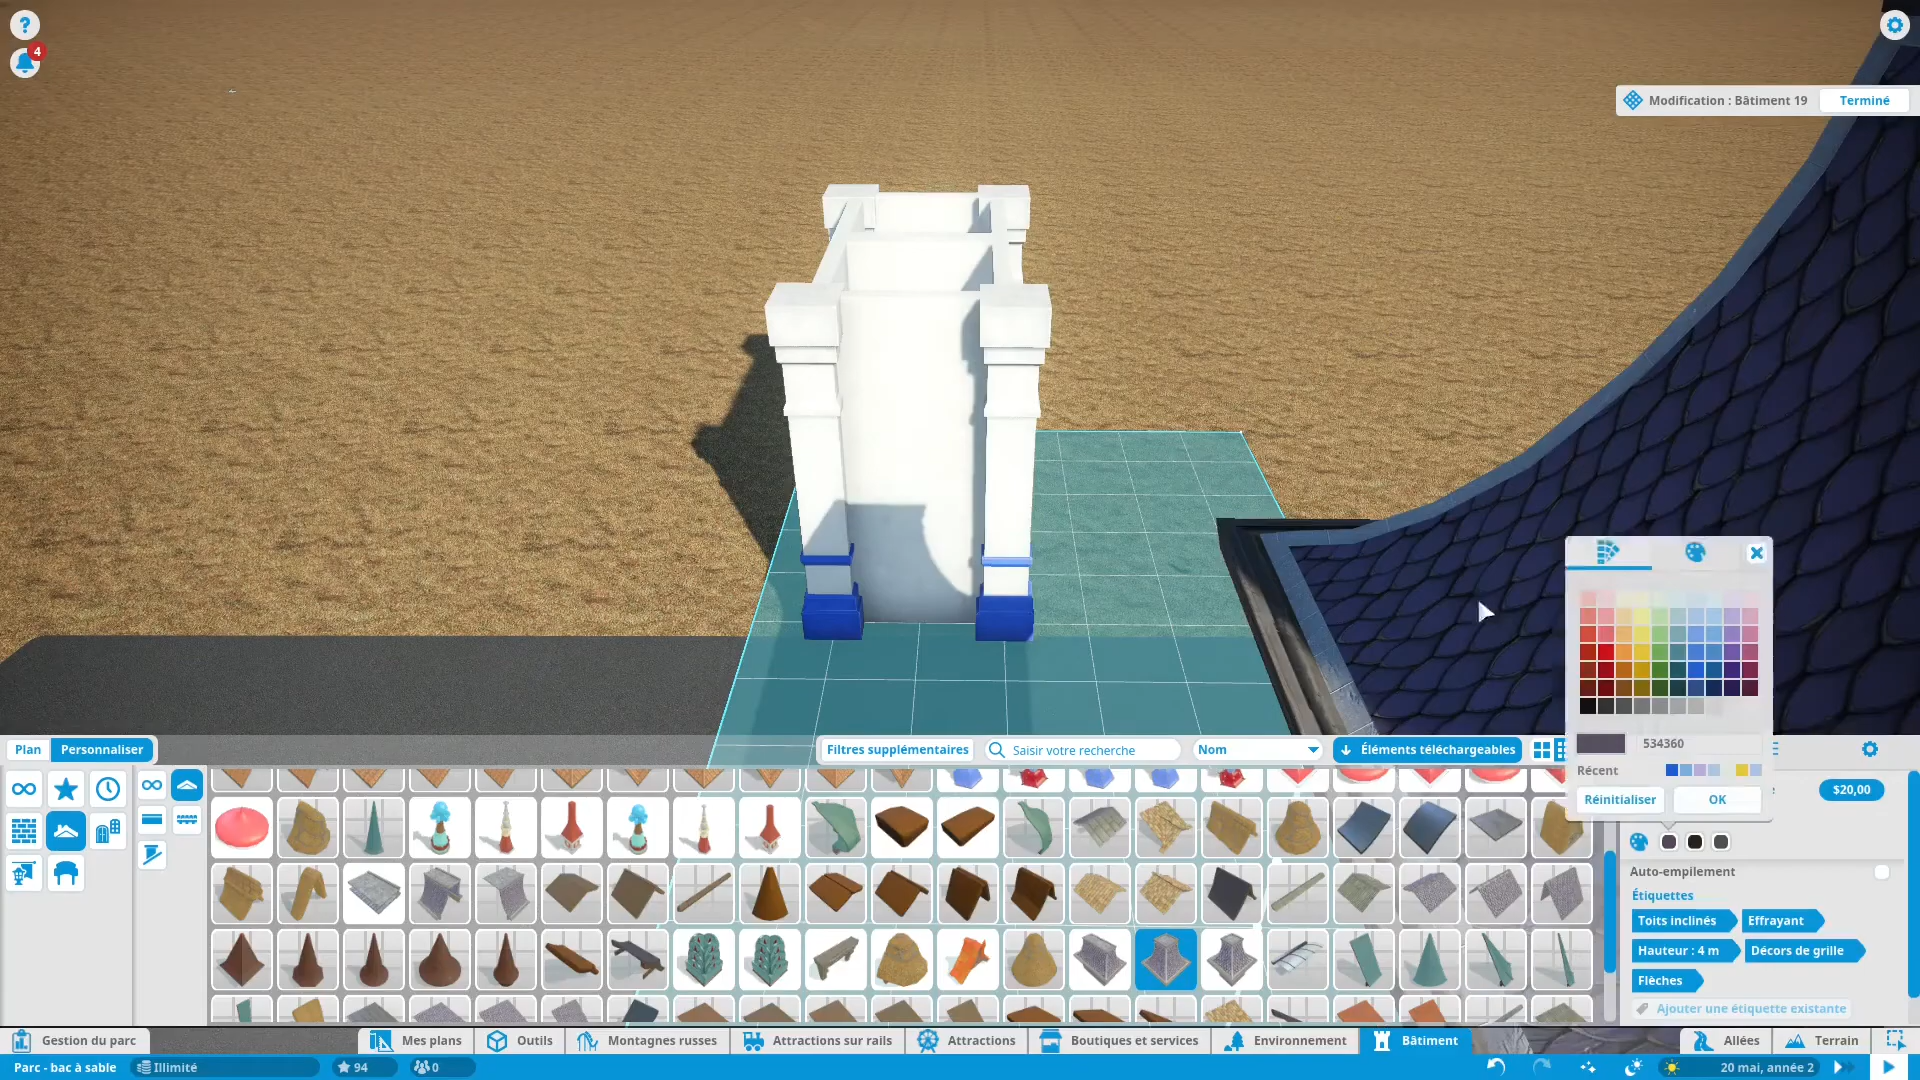 ?
4
Modification : Bâtiment 19
Terminé
Plan
Personnaliser
Filtres supplémentaires
Saisir votre recherche
Nom
Éléments téléchargeables
534360
Récent
Réinitialiser
OK
$20,00
Auto-empilement
Étiquettes
Toits inclinés
Effrayant
Hauteur : 4 m
Décors de grille
Flèches
Ajouter une étiquette existante
Gestion du parc
Mes plans
Outils
Montagnes russes
Attractions sur rails
Attractions
Boutiques et services
Environnement
Bâtiment
Allées
Terrain
Parc - bac à sable
Illimité
94
0
20 mai, année 2